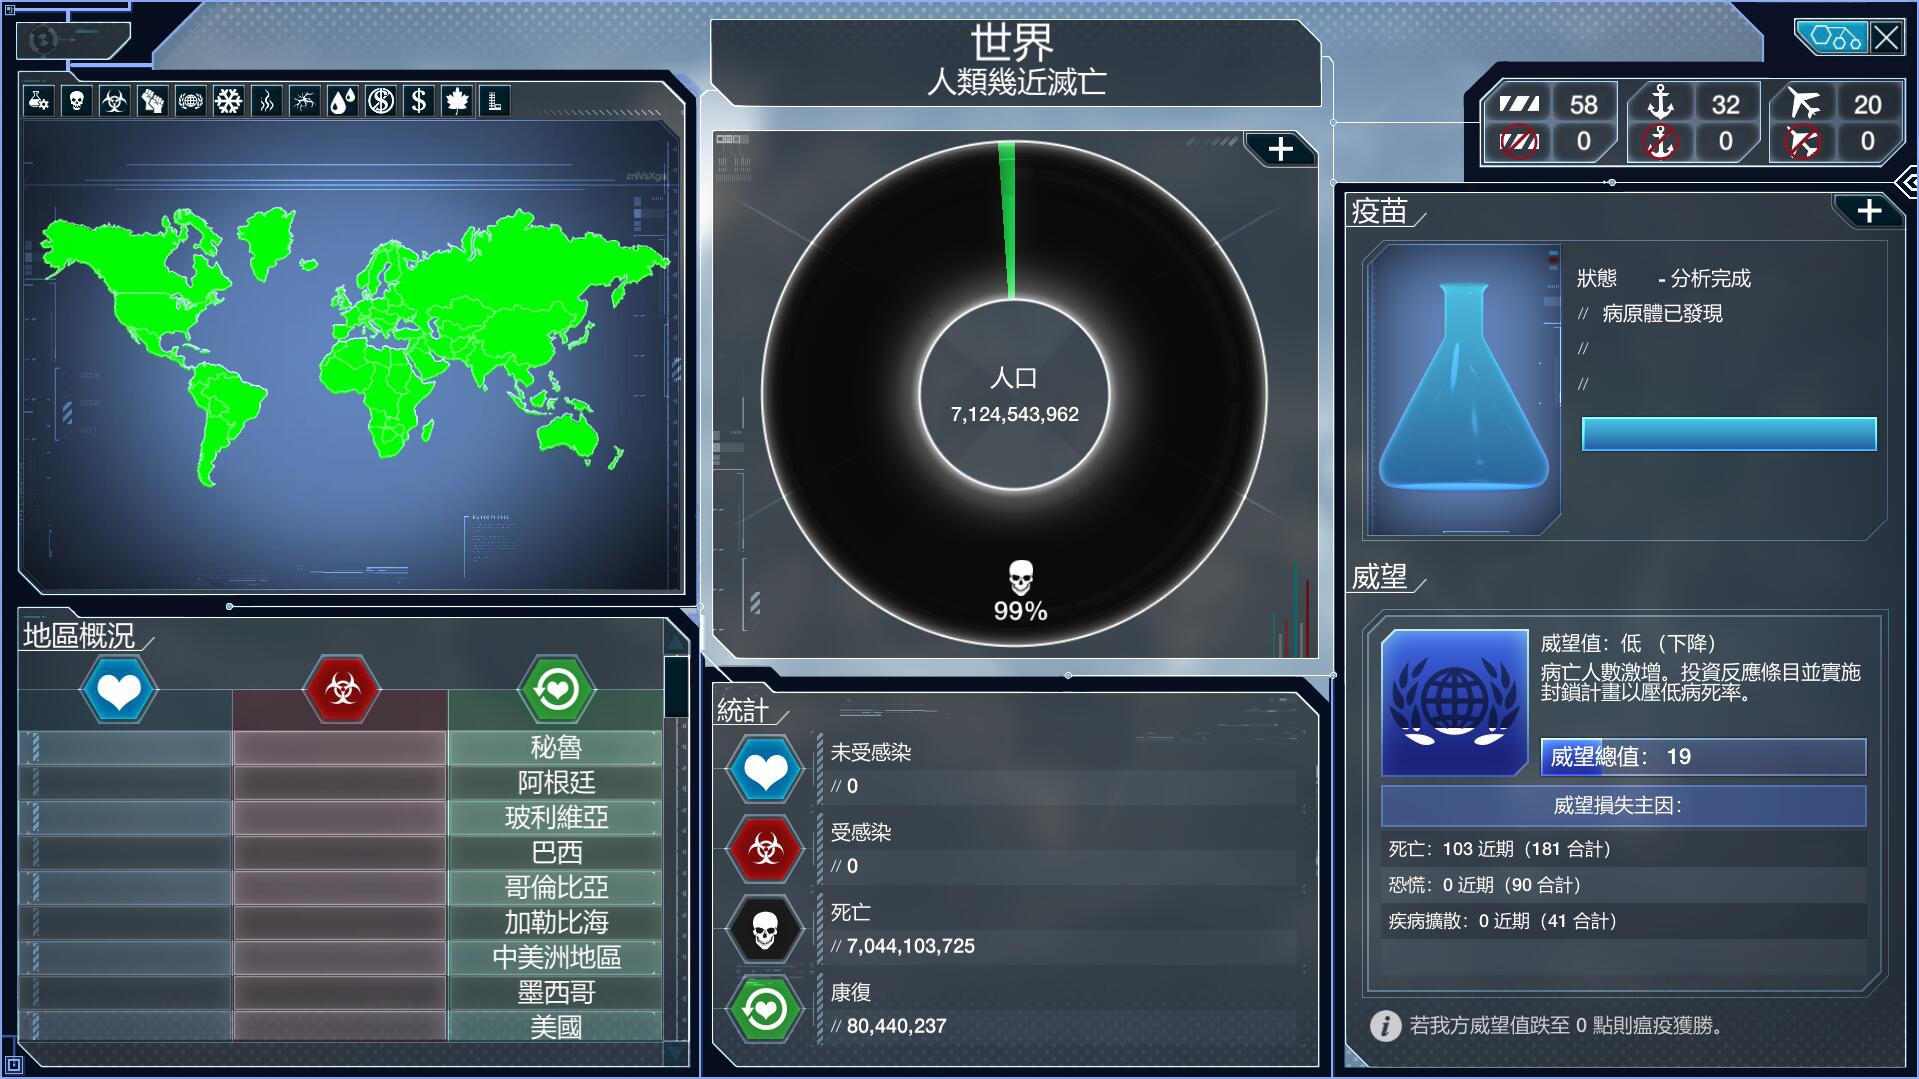 世界
人類幾近滅亡
58
32
20
0
0
0
znlVsXga
FUNCTIONS
人口
7,124,543,962
99%
疫苗
狀態 - 分析完成
// 病原體已發現
//
//
威望
威望值：低 （下降）
病亡人數激增。投資反應條目並實施
封鎖計畫以壓低病死率。
威望總值： 19
威望損失主因：
死亡：103 近期（181 合計）
恐慌：0 近期（90 合計）
疾病擴散：0 近期（41 合計）
若我方威望值跌至 0 點則瘟疫獲勝。
地區概況
秘魯
阿根廷
玻利維亞
巴西
哥倫比亞
加勒比海
中美洲地區
墨西哥
美國
統計
未受感染
// 0
受感染
// 0
死亡
// 7,044,103,725
康復
// 80,440,237